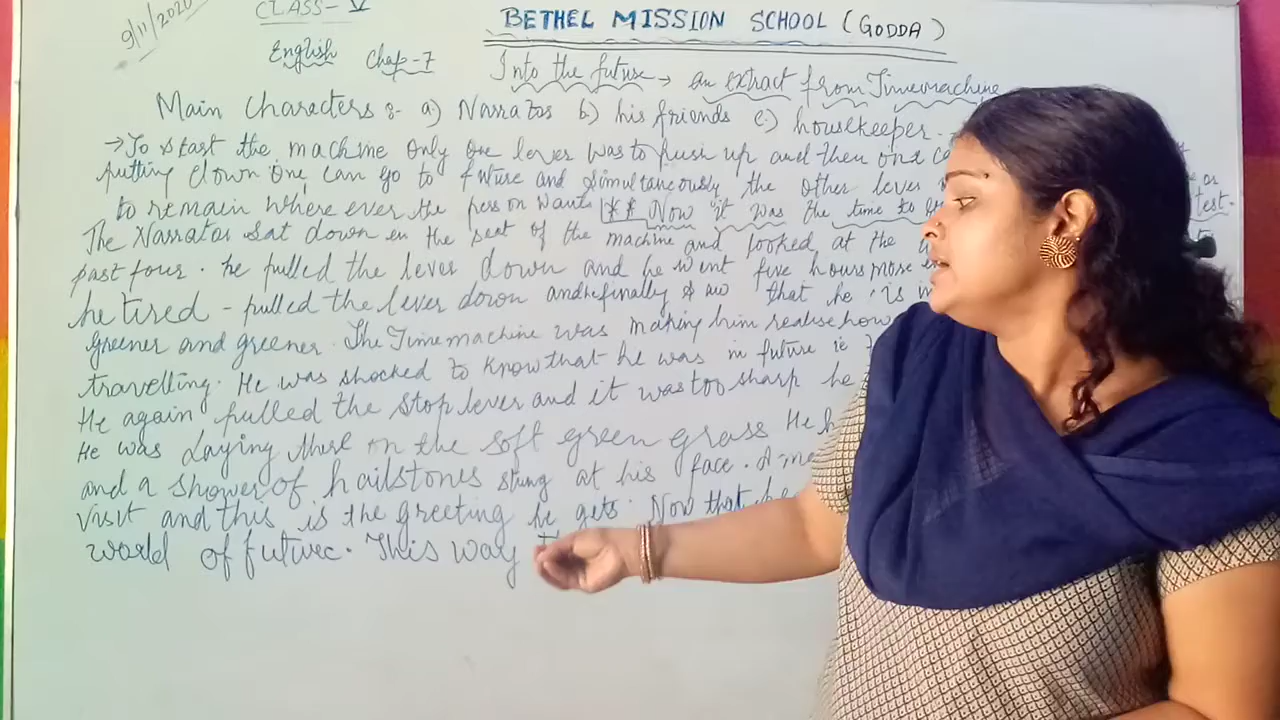 9/11/2020
CLASS-V
BETHEL MISSION SCHOOL (GODDA)
English Chap-7
Into the future → an extract from Timemachine
Main Characters :- a) Narrator b) his friends c) housekeeper.
→ To start the machine only one lever was to push up and then one
putting down one can go to future and simultaneously the other lever
to remain where ever the person wants ** Now it was the time to
test.
The Narrator sat down in the seat of the machine and looked at the
past four. he pulled the lever down and he went five hours more
he tired - pulled the lever down and he finally saw that he is in
greener and greener. The Timemachine was making him realise how
travelling. He was shocked to know that he was in future ie
He again pulled the stop lever and it was too sharp he
He was Laying there on the soft green grass He
and a shower of hailstones stung at his face. A
visit and this is the greeting he gets. Now that he
world of future. This way